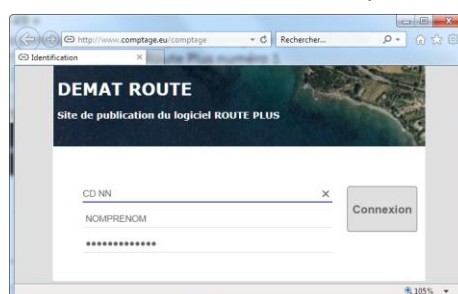 http://www.comptage.eu/comptage
Rechercher...
Identification
DEMAT ROUTE
Site de publication du logiciel ROUTE PLUS
CD NN
NOMPRENOM
•••••••••••••
Connexion
105%